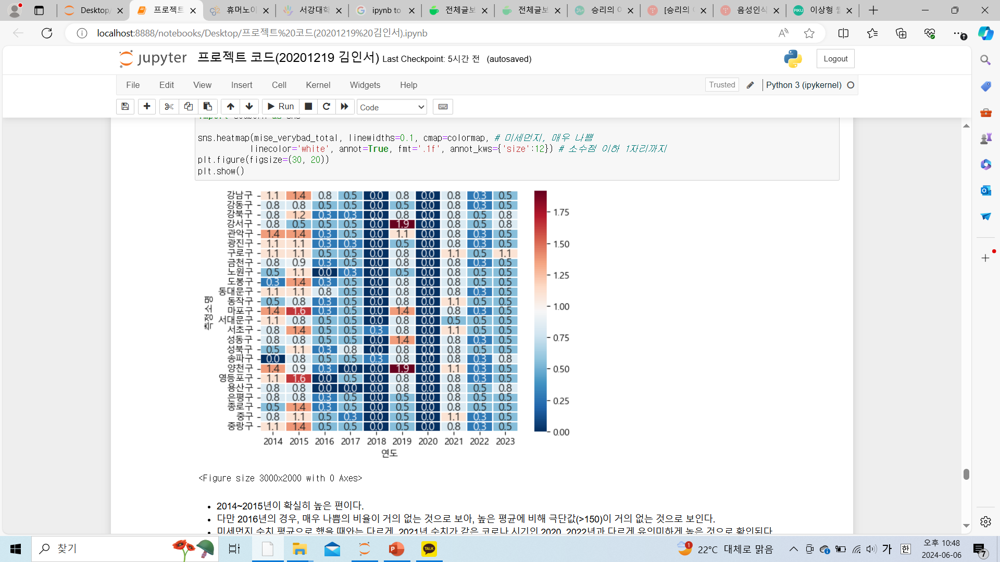 Desktop/
프로젝트
휴머노이
서강대학
ipynb to
전체글보
전체글보
승리의 여
[승리의
음성인식
이상형 월
localhost:8888/notebooks/Desktop/프로젝트%20코드(20201219%20김인서).ipynb
jupyter 프로젝트 코드(20201219 김인서) Last Checkpoint: 5시간 전 (autosaved)
Logout
File Edit View Insert Cell Kernel Widgets Help
Trusted Python 3 (ipykernel)
Run Code
import seaborn as sns
sns.heatmap(mise_verybad_total, linewidths=0.1, cmap=colormap, # 미세먼지, 매우 나쁨
linecolor='white', annot=True, fmt='.1f', annot_kws={'size':12}) # 소수점 이하 1자리까지
plt.figure(figsize=(30, 20))
plt.show()
강남구 1.1 1.4 0.8 0.5 0.0 0.8 0.0 0.8 0.3 0.5
강동구 0.8 0.8 0.5 0.5 0.0 0.5 0.0 0.8 0.3 0.5
강북구 0.8 1.2 0.3 0.3 0.0 0.8 0.0 0.8 0.5 0.8
강서구 0.8 0.5 0.5 0.5 0.0 1.9 0.0 0.8 0.5 0.8
관악구 1.4 1.4 0.3 0.5 0.0 1.1 0.0 0.8 0.3 0.5
광진구 1.1 1.1 0.3 0.3 0.0 0.5 0.0 0.8 0.3 0.5
구로구 1.1 1.1 0.5 0.5 0.0 0.8 0.0 1.1 0.5 1.1
금천구 0.8 0.9 0.3 0.5 0.0 0.8 0.0 0.8 0.3 0.5
노원구 0.5 1.1 0.0 0.3 0.0 0.5 0.0 0.8 0.5 0.5
도봉구 0.3 1.4 0.3 0.5 0.0 0.8 0.0 0.8 0.5 0.5
동대문구 1.1 1.1 0.8 0.5 0.0 0.8 0.0 0.8 0.3 0.5
동작구 0.5 0.8 0.3 0.5 0.0 0.8 0.0 1.1 0.5 0.5
마포구 1.4 1.6 0.3 0.5 0.0 1.4 0.0 0.8 0.3 0.5
서대문구 1.1 0.8 0.5 0.5 0.0 0.8 0.0 0.5 0.5 0.5
서초구 0.8 1.4 0.5 0.5 0.3 0.8 0.0 1.1 0.5 0.5
성동구 0.8 0.8 0.5 0.5 0.0 1.4 0.0 0.8 0.3 0.5
성북구 0.5 1.1 0.3 0.8 0.0 0.8 0.0 0.8 0.5 0.5
송파구 0.0 0.8 0.5 0.5 0.3 0.8 0.0 0.8 0.3 0.8
양천구 1.4 0.9 0.3 0.0 0.0 1.9 0.0 1.1 0.3 0.5
영등포구 1.1 1.6 0.0 0.5 0.0 0.8 0.0 0.8 0.3 0.5
용산구 0.8 0.8 0.0 0.0 0.0 0.8 0.0 0.8 0.5 0.8
은평구 0.8 0.8 0.3 0.5 0.0 0.5 0.0 0.8 0.5 0.5
종로구 0.5 1.4 0.3 0.5 0.0 0.5 0.0 0.8 0.5 0.5
중구 0.8 1.1 0.5 0.3 0.0 0.5 0.0 1.1 0.3 0.5
중랑구 1.1 1.4 0.5 0.5 0.0 0.5 0.0 0.8 0.3 0.5
2014 2015 2016 2017 2018 2019 2020 2021 2022 2023
연도
측정소명
1.75
1.50
1.25
1.00
0.75
0.50
0.25
0.00
<Figure size 3000x2000 with 0 Axes>
• 2014~2015년이 확실히 높은 편이다.
• 다만 2016년의 경우, 매우 나쁨의 비율이 거의 없는 것으로 보아, 높은 평균에 비해 극단값(>150)이 거의 없는 것으로 보인다.
• 미세먼지 수치 평균으로 했을 때와는 다르게, 2021년 수치가 같은 코로나 시기인 2020, 2022년과 다르게 유의미하게 높은 것으로 확인된다
찾기
TALK
1
22°C 대체로 맑음
가
한
오후 10:48
2024-06-06
7